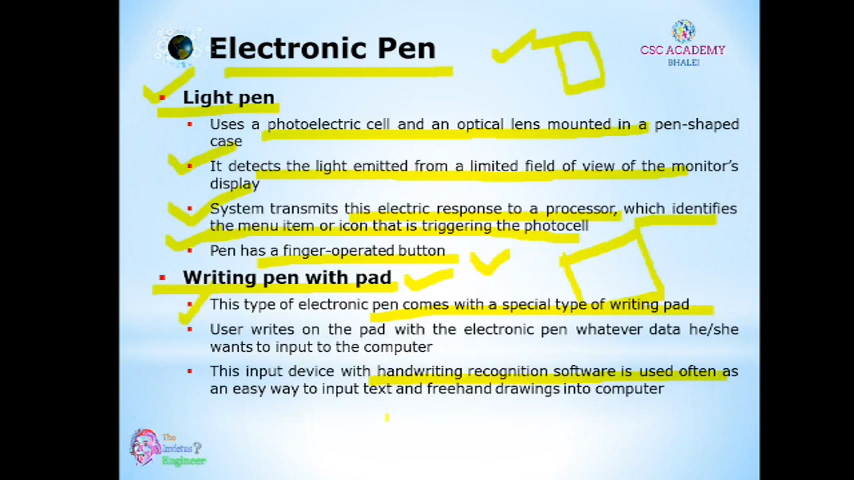 Electronic Pen
CSC ACADEMY
BHALEI
Light pen
Uses a photoelectric cell and an optical lens mounted in a pen-shaped
case
It detects the light emitted from a limited field of view of the monitor's
display
System transmits this electric response to a processor, which identifies
the menu item or icon that is triggering the photocell
Pen has a finger-operated button
Writing pen with pad
This type of electronic pen comes with a special type of writing pad
User writes on the pad with the electronic pen whatever data he/she
wants to input to the computer
This input device with handwriting recognition software is used often as
an easy way to input text and freehand drawings into computer
The
Invictus?
Engineer